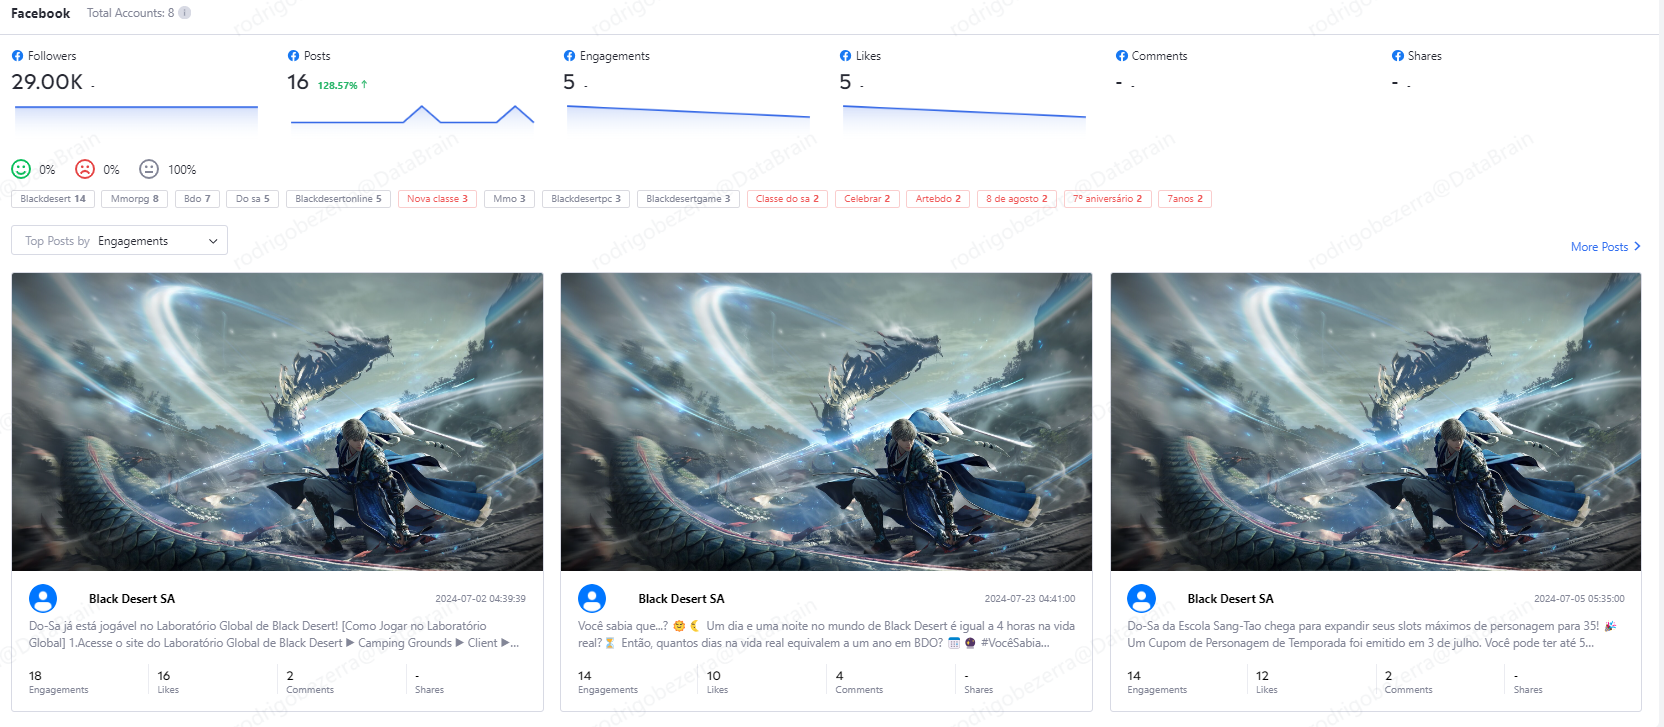 Facebook Total Accounts: 8
Followers Posts Engagements Likes Comments Shares
29.00K - 16 128.57% ↑ 5 - 5 - - - - -
0% 0% 100%
Blackdesert 14 Mmorpg 8 Bdo 7 Do sa 5 Blackdesertonline 5 Nova classe 3 Mmo 3 Blackdesertpc 3 Blackdesertgame 3 Classe do sa 2 Celebrar 2 Artebdo 2 8 de agosto 2 7º aniversário 2 7anos 2
Top Posts by Engagements
More Posts
Black Desert SA 2024-07-02 04:39:39
Do-Sa já está jogável no Laboratório Global de Black Desert! [Como Jogar no Laboratório
Global] 1.Acesse o site do Laboratório Global de Black Desert ▶ Camping Grounds ▶ Client ▶...
18 16 2 -
Engagements Likes Comments Shares
Black Desert SA 2024-07-23 04:41:00
Você sabia que...? 🌞🌜 Um dia e uma noite no mundo de Black Desert é igual a 4 horas na vida
real?⏳ Então, quantos dias na vida real equivalem a um ano em BDO? 🗓️ 🔮 #VocêSabia...
14 10 4 -
Engagements Likes Comments Shares
Black Desert SA 2024-07-05 05:35:00
Do-Sa da Escola Sang-Tao chega para expandir seus slots máximos de personagem para 35! 🎉
Um Cupom de Personagem de Temporada foi emitido em 3 de julho. Você pode ter até 5...
14 12 2 -
Engagements Likes Comments Shares
rodrigobezerra@DataBrain